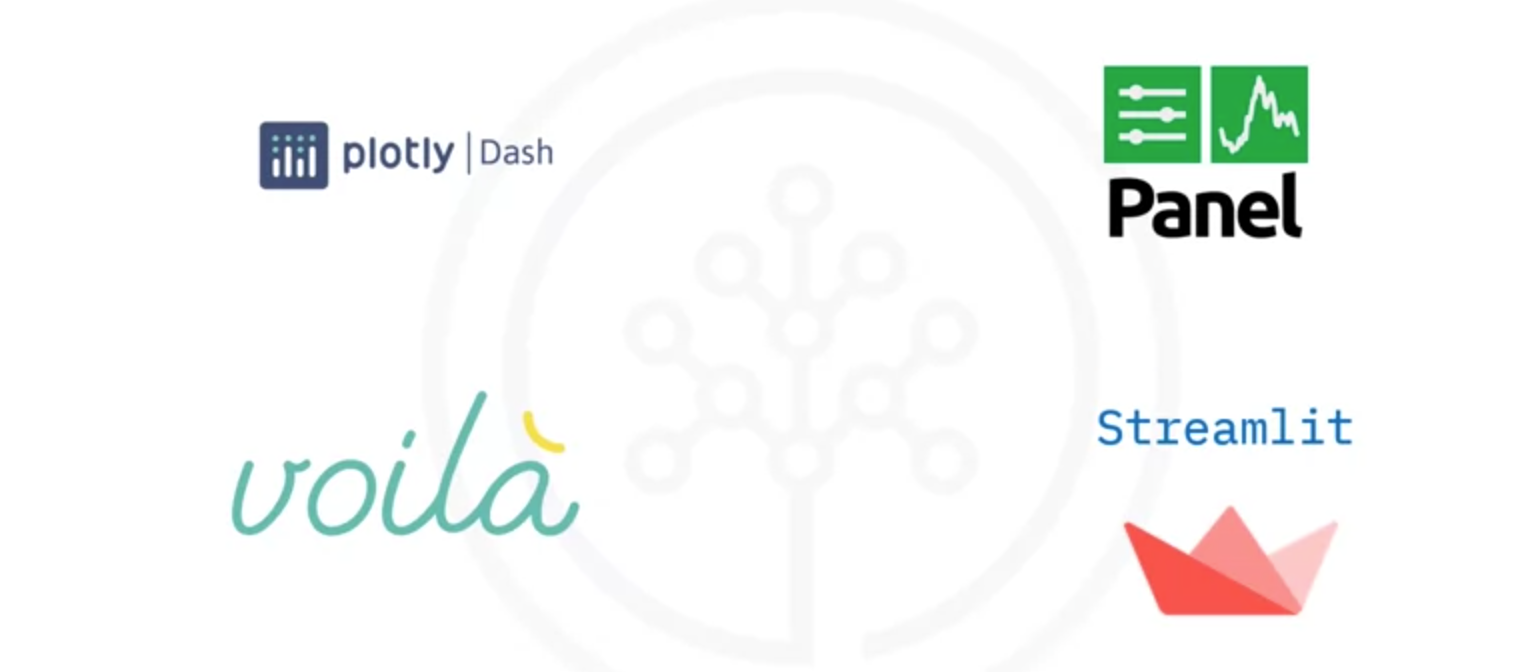 plotly | Dash
Panel
voilà
Streamlit